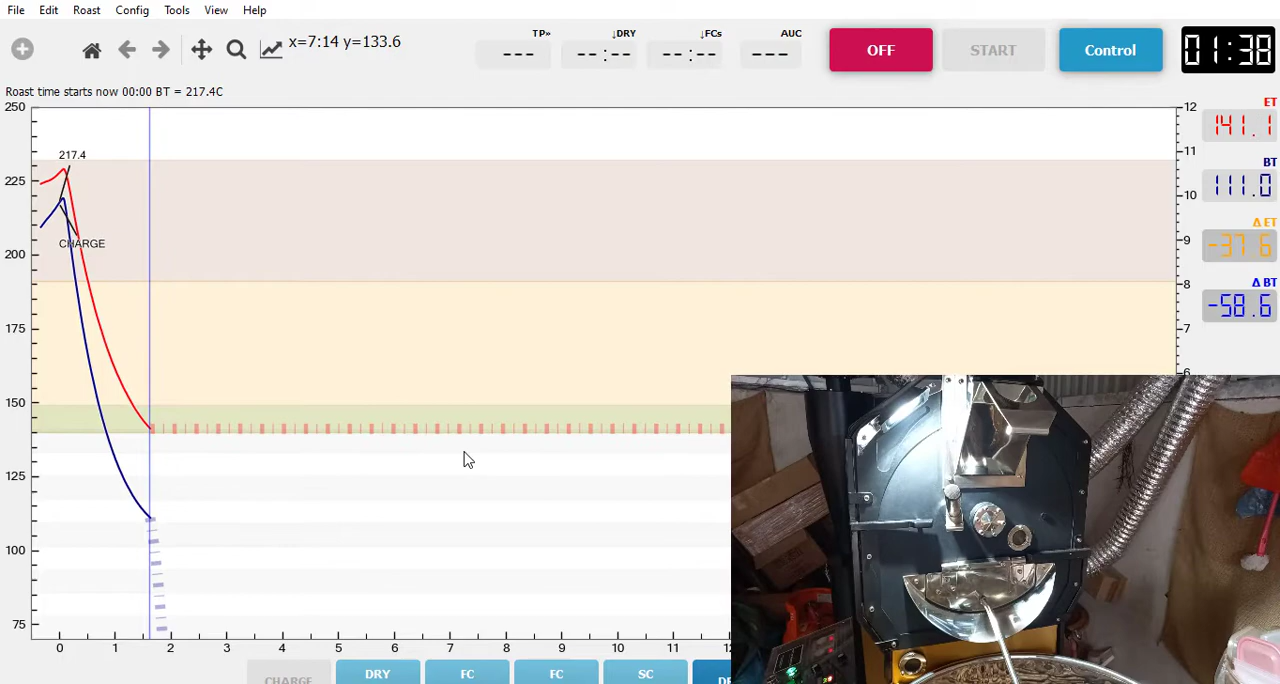 File Edit Roast Config Tools View Help
x=7:14 y=133.6
TP» ↓DRY ↓FCs AUC
--- --:-- --:-- ---
OFF START Control 01:38
Roast time starts now 00:00 BT = 217.4C
ET
141.1
BT
111.0
Δ ET
-37.6
Δ BT
-58.6
250
225
200
175
150
125
100
75
12
11
10
9
8
7
6
217.4
CHARGE
0 1 2 3 4 5 6 7 8 9 10 11
CHARGE DRY FC FC SC